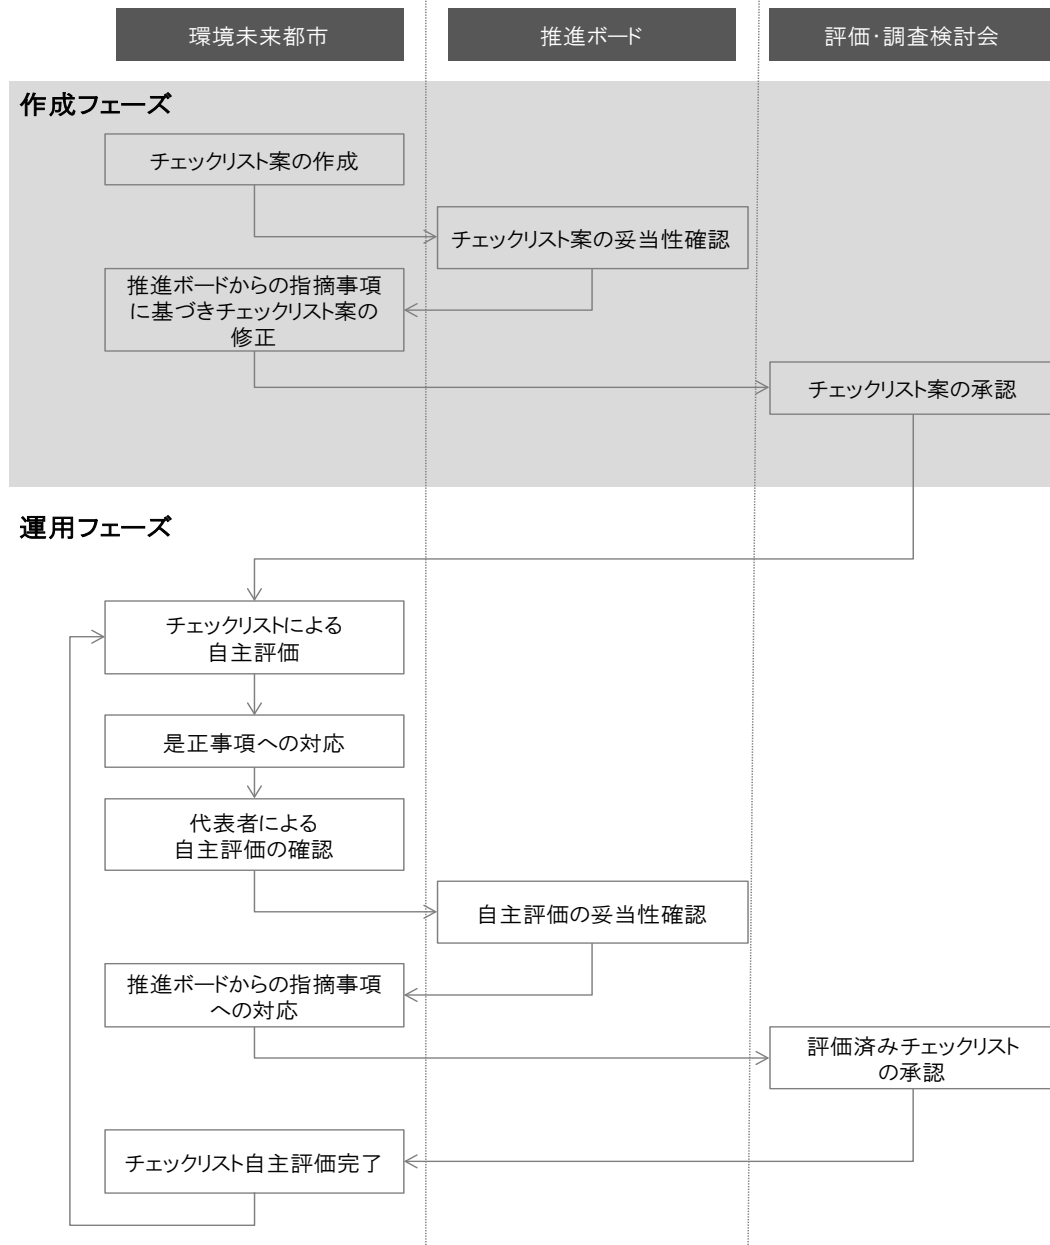 環境未来都市
推進ボード
評価・調査検討会
作成フェーズ
チェックリスト案の作成
チェックリスト案の妥当性確認
推進ボードからの指摘事項
に基づきチェックリスト案の
修正
チェックリスト案の承認
運用フェーズ
チェックリストによる
自主評価
是正事項への対応
代表者による
自主評価の確認
自主評価の妥当性確認
推進ボードからの指摘事項
への対応
評価済みチェックリスト
の承認
チェックリスト自主評価完了